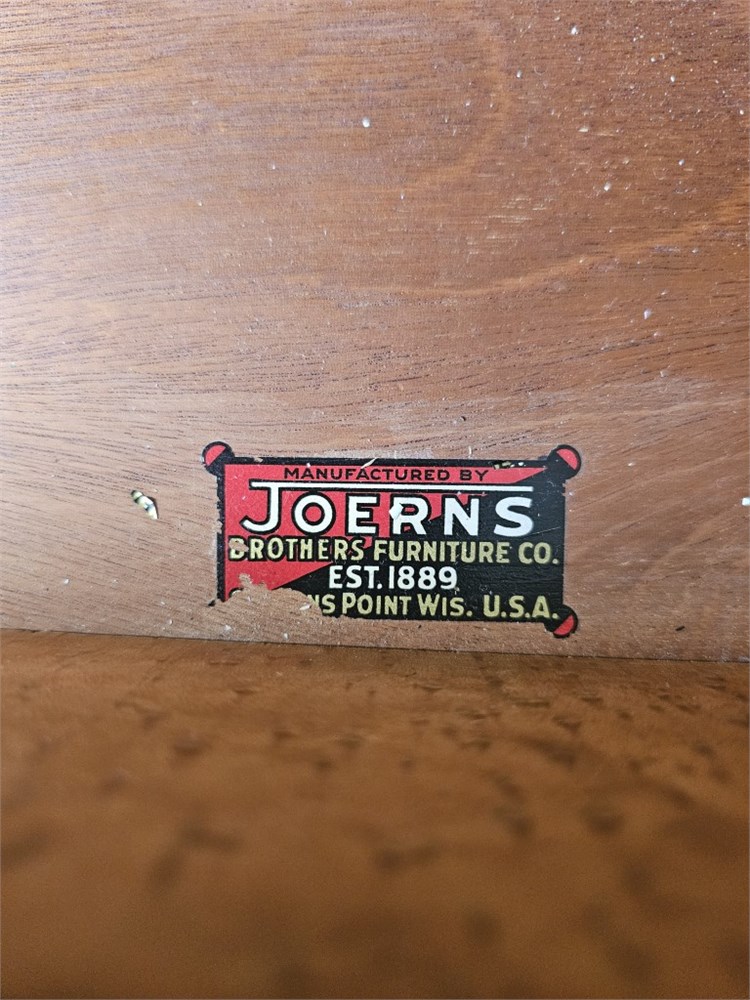 MANUFACTURED BY
JOERNS
BROTHERS FURNITURE CO.
EST. 1889
POINT WIS. U.S.A.